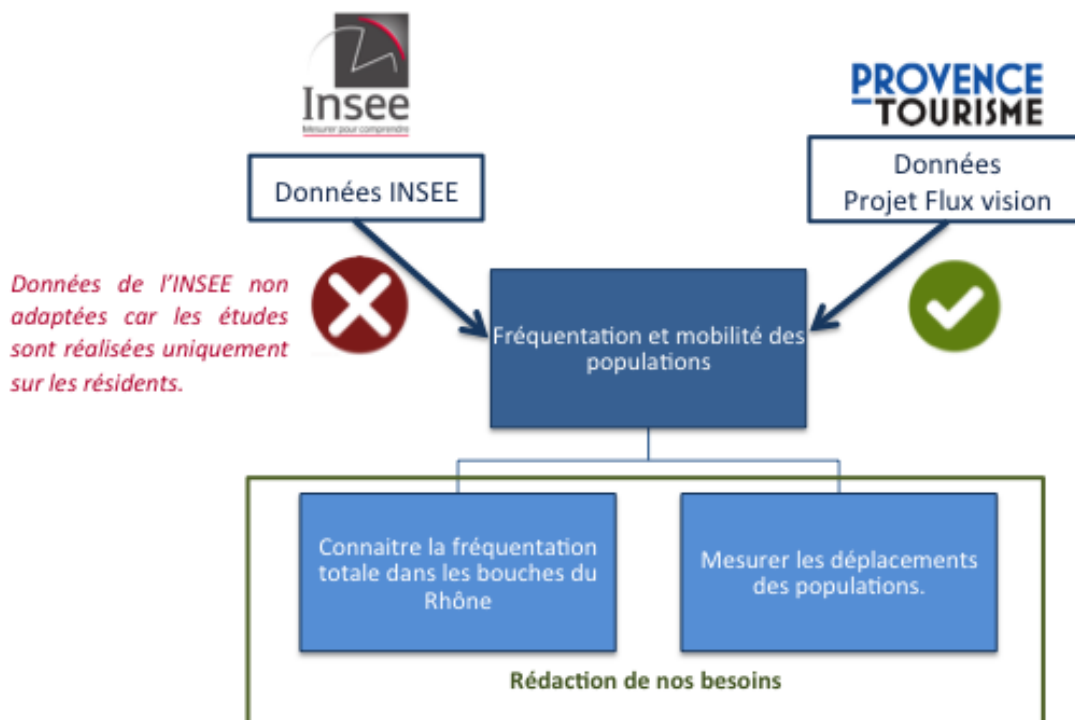 Insee
Mesurer pour comprendre
PROVENCE
TOURISME
Données INSEE
Données
Projet Flux vision
Données de l'INSEE non
adaptées car les études
sont réalisées uniquement
sur les résidents.
Fréquentation et mobilité des
populations
Connaitre la fréquentation
totale dans les bouches du
Rhône
Mesurer les déplacements
des populations.
Rédaction de nos besoins